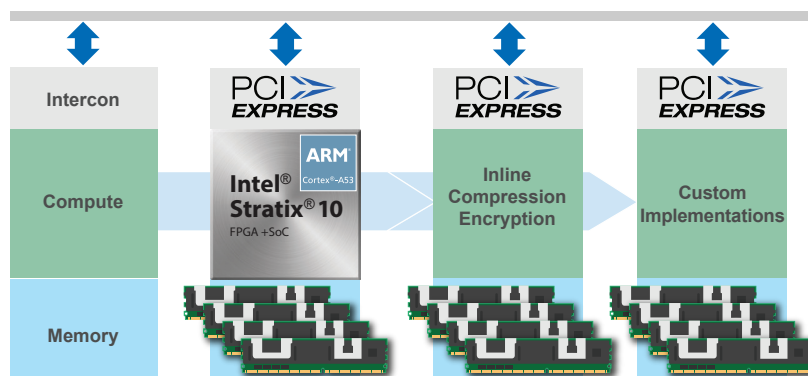 Intercon
PCI
EXPRESS
PCI
EXPRESS
PCI
EXPRESS
Compute
ARM®
Cortex®-A53
Intel®
Stratix® 10
FPGA +SoC
Inline
Compression
Encryption
Custom
Implementations
Memory